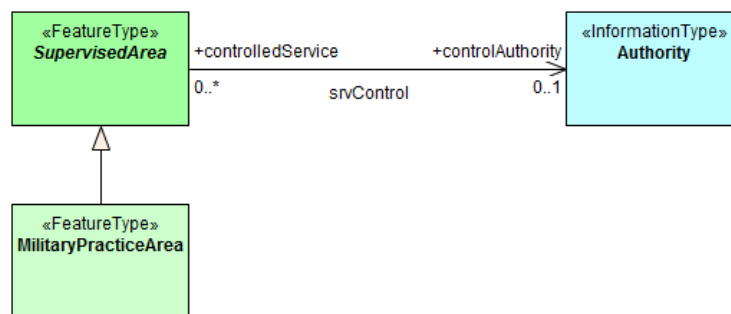 «FeatureType»
SupervisedArea
+controlledService
+controlAuthority
0..*
srvControl
0..1
«InformationType»
Authority
«FeatureType»
MilitaryPracticeArea